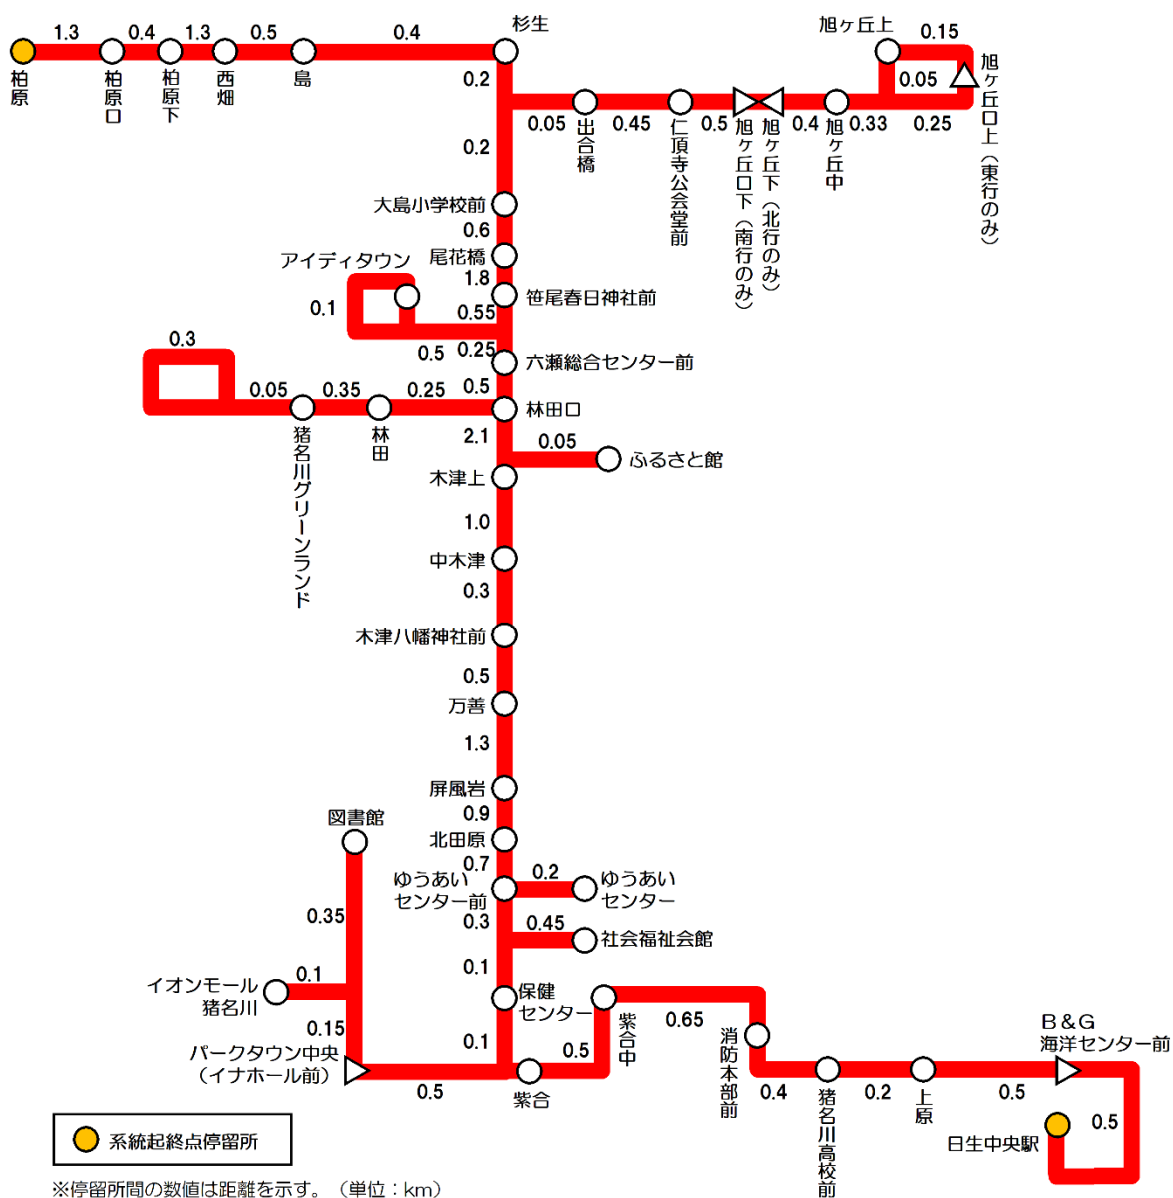 1.3
0.4
1.3
0.5
0.4
杉生
旭ヶ丘上
0.15
柏原
柏原口
柏原下
西畑
島
0.2
0.05
旭ヶ丘口上（東行のみ）
0.05
出合橋
0.45
仁頂寺公会堂前
0.5
旭ヶ丘口下（南行のみ）
旭ヶ丘下（北行のみ）
0.4
旭ヶ丘中
0.33
0.25
0.2
大島小学校前
0.6
尾花橋
アイディタウン
1.8
笹尾春日神社前
0.1
0.55
0.5
0.25
六瀬総合センター前
0.3
0.5
0.05
0.35
0.25
林田口
猪名川グリーンランド
林田
2.1
0.05
ふるさと館
木津上
1.0
中木津
0.3
木津八幡神社前
0.5
万善
1.3
屏風岩
0.9
図書館
北田原
0.7
0.2
ゆうあい
センター前
ゆうあい
センター
0.35
0.3
0.45
社会福祉会館
0.1
0.1
イオンモール
猪名川
保健
センター
紫合中
0.65
0.15
0.1
パークタウン中央
（イナホール前）
0.5
紫合
0.5
消防本部前
0.4
猪名川高校前
0.2
上原
0.5
B&G
海洋センター前
0.5
日生中央駅
系統起終点停留所
※停留所間の数値は距離を示す。（単位：km）